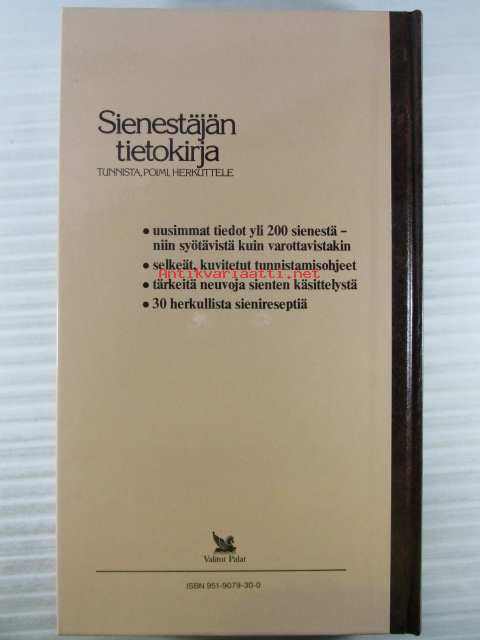 Sienestäjän
tietokirja
TUNNISTA, POIMI, HERKUTTELE
• uusimmat tiedot yli 200 sienestä –
niin syötävistä kuin varottavistakin
• selkeät, kuvitetut tunnistamisohjeet
Antikvariaatti.net
• tärkeitä neuvoja sienten käsittelystä
• 30 herkullista sienireseptiä
Valitut Palat
ISBN 951-9079-30-0